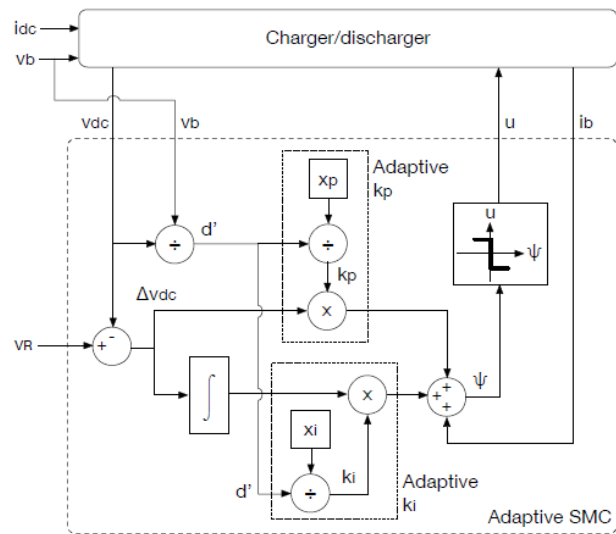 idc
Charger/discharger
vb
vdc
vb
u
ib
xp
Adaptive
kp
u
ψ
÷
d'
÷
kp
Δvdc
x
vR
+
-
∫
x
+
+
+
ψ
xi
d'
÷
ki
Adaptive
ki
Adaptive SMC